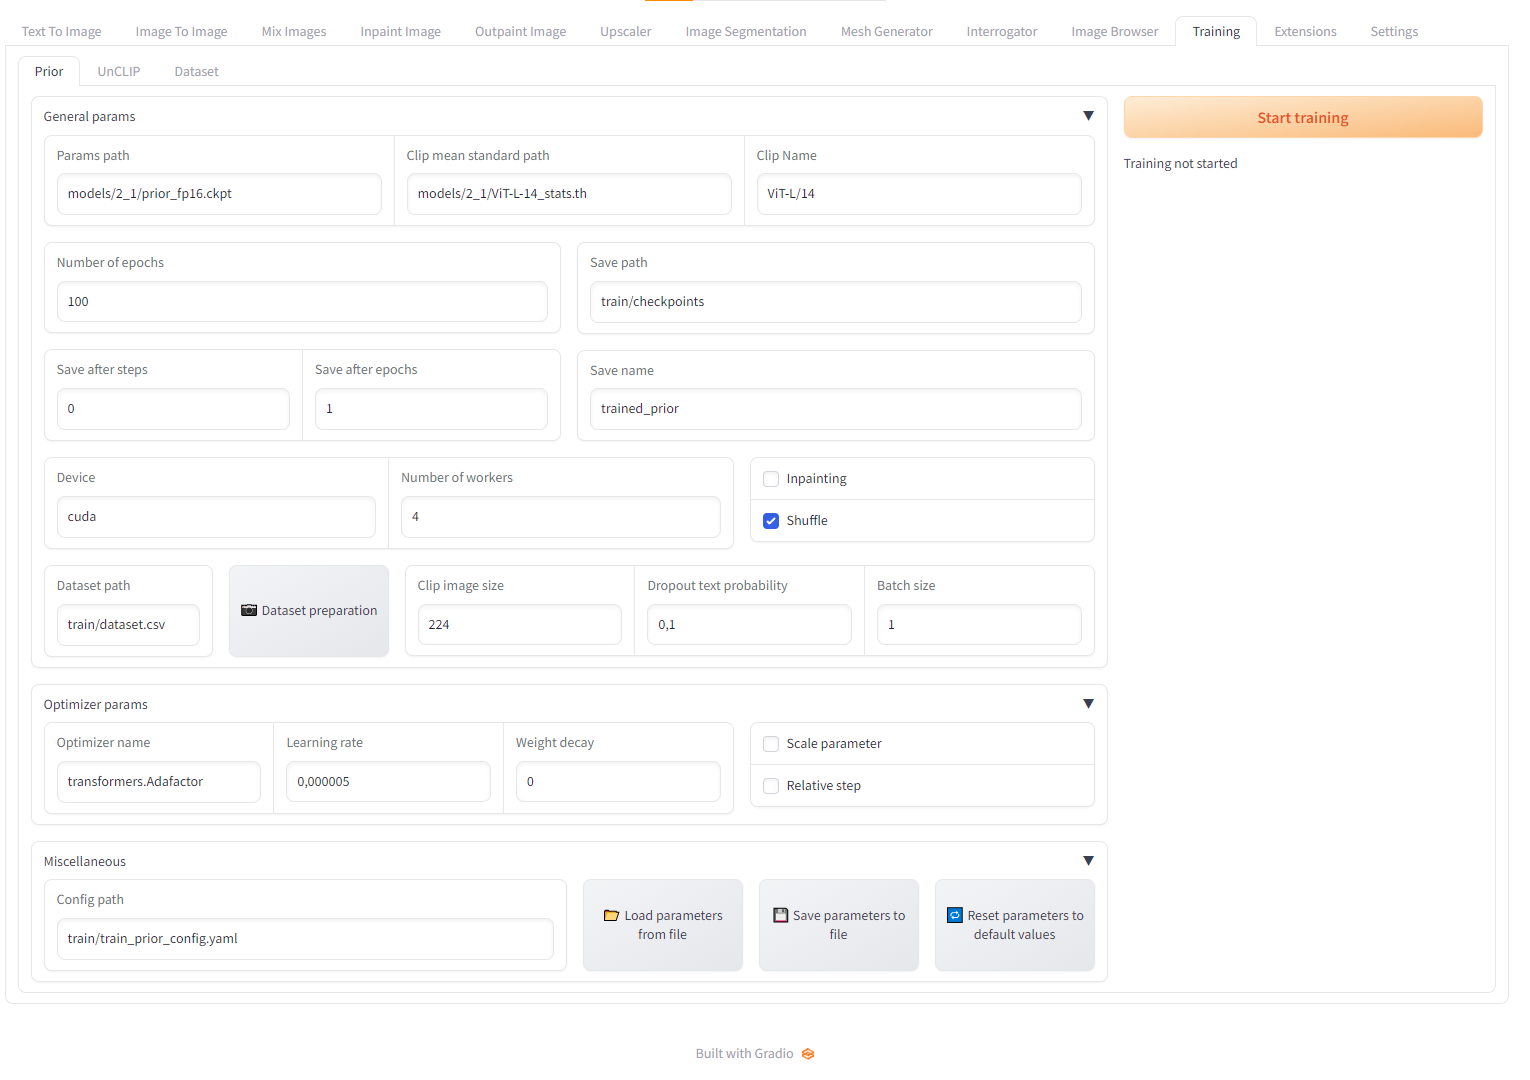 Text To Image
Image To Image
Mix Images
Inpaint Image
Outpaint Image
Upscaler
Image Segmentation
Mesh Generator
Interrogator
Image Browser
Training
Extensions
Settings
Prior
UnCLIP
Dataset
General params
▼
Params path
models/2_1/prior_fp16.ckpt
Clip mean standard path
models/2_1/ViT-L-14_stats.th
Clip Name
ViT-L/14
Number of epochs
100
Save path
train/checkpoints
Save after steps
0
Save after epochs
1
Save name
trained_prior
Device
cuda
Number of workers
4
Inpainting
Shuffle
Dataset path
train/dataset.csv
Dataset preparation
Clip image size
224
Dropout text probability
0,1
Batch size
1
Optimizer params
▼
Optimizer name
transformers.Adafactor
Learning rate
0,000005
Weight decay
0
Scale parameter
Relative step
Miscellaneous
▼
Config path
train/train_prior_config.yaml
Load parameters
from file
Save parameters to
file
Reset parameters to
default values
Start training
Training not started
Built with Gradio